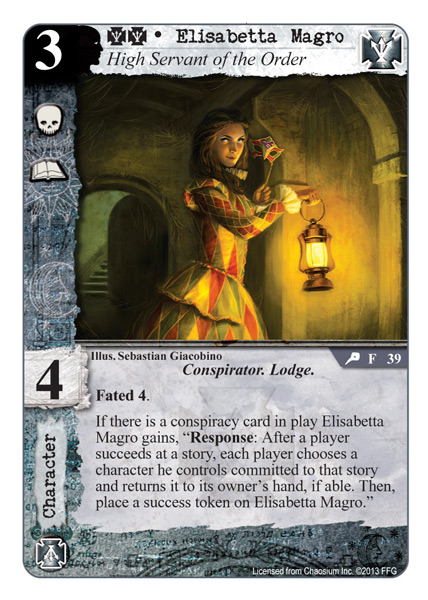 3
• Elisabetta Magro
High Servant of the Order
Illus. Sebastian Giacobino
F 39
Conspirator. Lodge.
4
Fated 4.
If there is a conspiracy card in play Elisabetta
Magro gains, “Response: After a player
succeeds at a story, each player chooses a
character he controls committed to that story
and returns it to its owner's hand, if able. Then,
place a success token on Elisabetta Magro.”
Character
Licensed from Chaosium Inc. ©2013 FFG